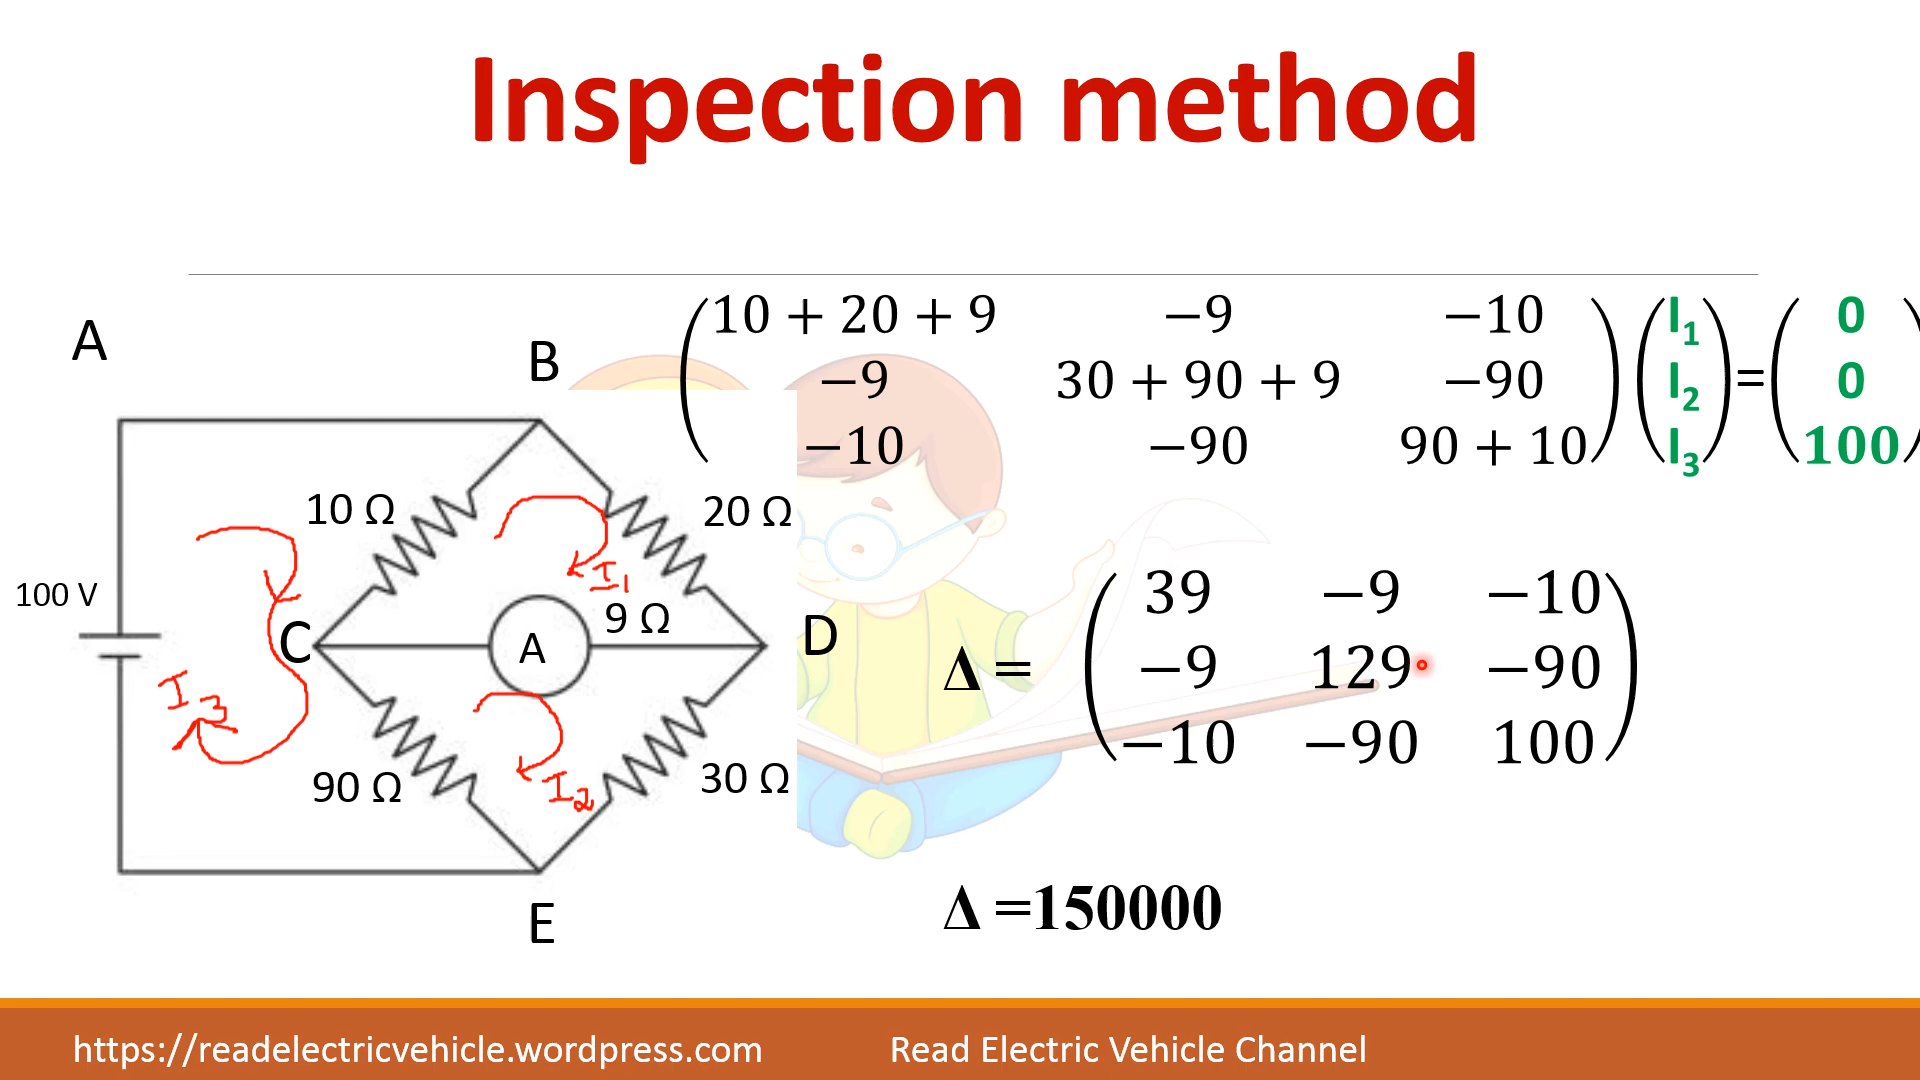 Inspection method
A
B
10 Ω
20 Ω
100 V
I₁
9 Ω
C
A
D
I₃
90 Ω
I₂
30 Ω
E
(10 + 20 + 9 −9 −10) (I₁) (0)
(−9 30 + 90 + 9 −90) (I₂) = (0)
(−10 −90 90 + 10) (I₃) (100)
(39 −9 −10)
Δ = (−9 129 −90)
(−10 −90 100)
Δ =150000
https://readelectricvehicle.wordpress.com
Read Electric Vehicle Channel